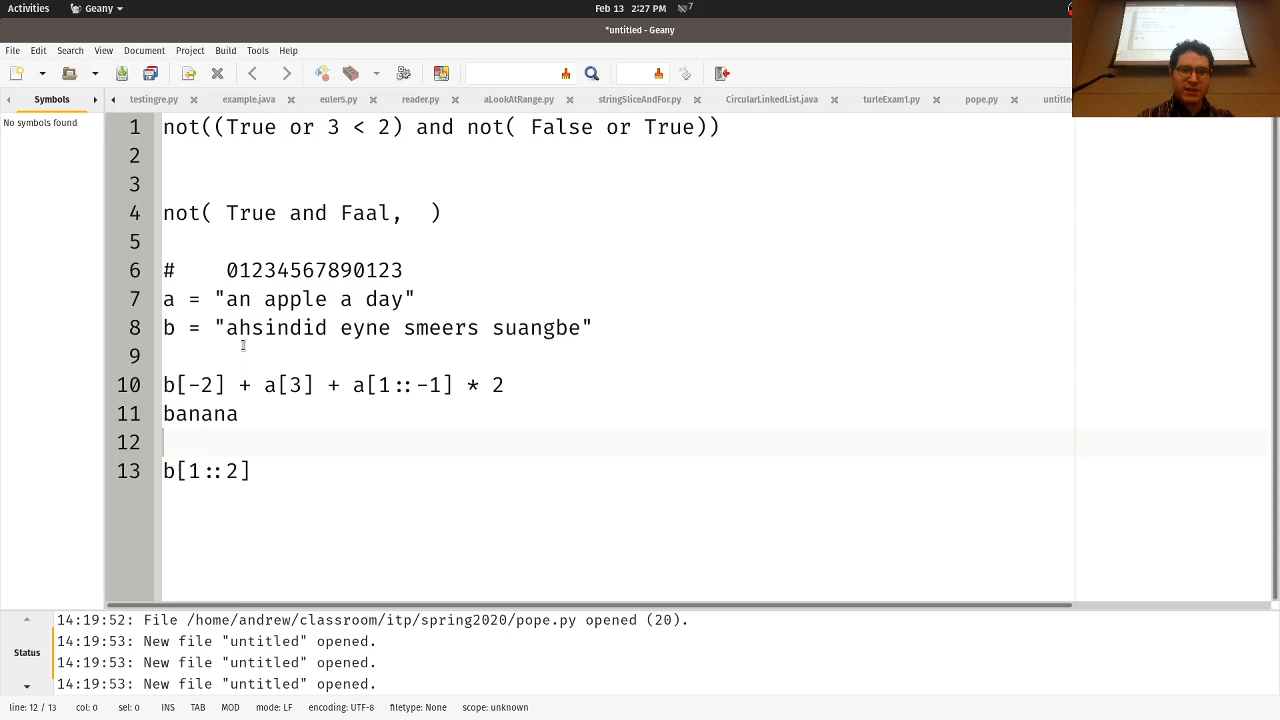 Activities
Geany
Feb 13 2:27 PM
*untitled - Geany
File Edit Search View Document Project Build Tools Help
Symbols
testingre.py
example.java
euler5.py
reader.py
aLookAtRange.py
stringSliceAndFor.py
CircularLinkedList.java
turleExam1.py
pope.py
untitled
No symbols found
1 not((True or 3 < 2) and not( False or True))
2
3
4 not( True and Faal,  )
5
6 #    01234567890123
7 a = "an apple a day"
8 b = "ahsindid eyne smeers suangbe"
9
10 b[-2] + a[3] + a[1::-1] * 2
11 banana
12
13 b[1::2]
Status
14:19:52: File /home/andrew/classroom/itp/spring2020/pope.py opened (20).
14:19:53: New file "untitled" opened.
14:19:53: New file "untitled" opened.
14:19:53: New file "untitled" opened.
line: 12 / 13 col: 0 sel: 0 INS TAB MOD mode: LF encoding: UTF-8 filetype: None scope: unknown